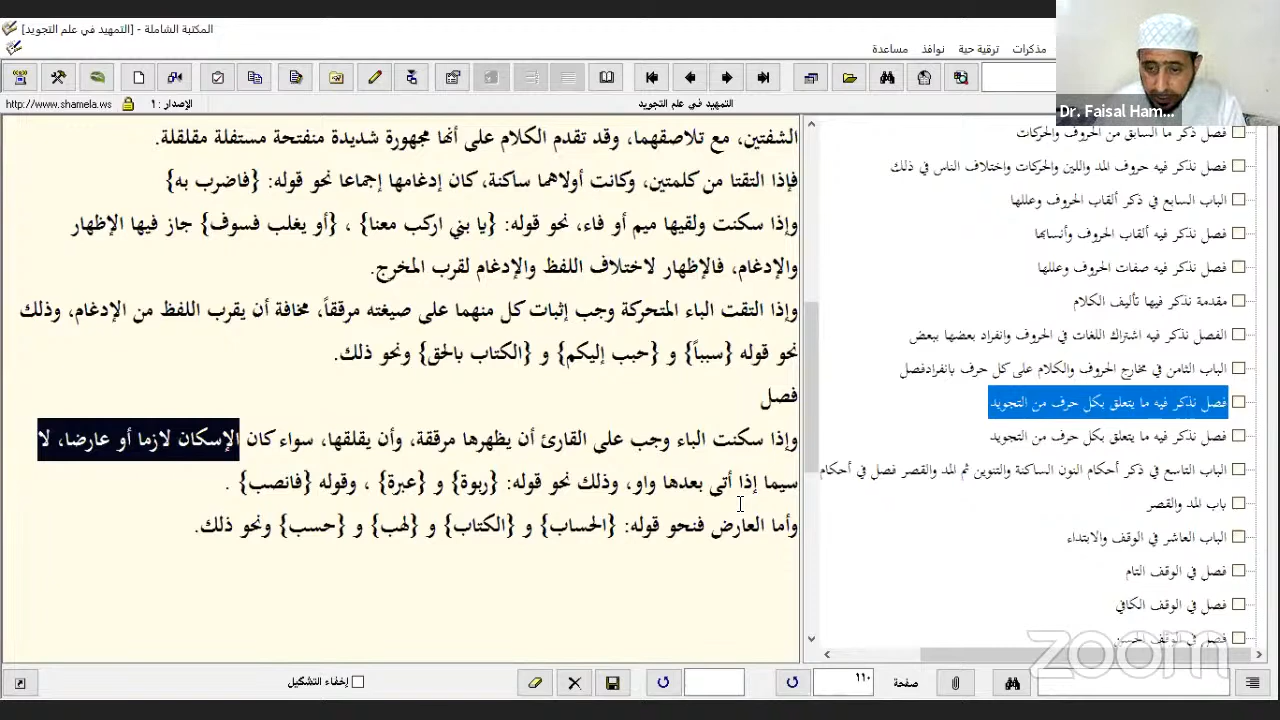 المكتبة الشاملة - [التمهيد في علم التجويد]
مذكرات ترقية حية نوافذ مساعدة
Dr. Faisal Ham...
http://www.shamela.ws
الإصدار : 1
التمهيد في علم التجويد
الشفتين، مع تلاصقهما، وقد تقدم الكلام على أنها مجهورة شديدة منفتحة مستفلة مقلقلة.
فإذا التقتا من كلمتين، وكانت أولاهما ساكنة، كان إدغامها إجماعا نحو قوله: {فاضرب به}
وإذا سكنت ولقيها ميم أو فاء، نحو قوله: {يا بني اركب معنا} ، {أو يغلب فسوف} جاز فيها الإظهار
والإدغام، فالإظهار لاختلاف اللفظ والإدغام لقرب المخرج.
وإذا التقت الباء المتحركة وجب إثبات كل منهما على صيغته مرققاً، مخافة أن يقرب اللفظ من الإدغام، وذلك
نحو قوله {سبباً} و {حبب إليكم} و {الكتاب بالحق} ونحو ذلك.
فصل
وإذا سكنت الباء وجب على القارئ أن يظهرها مرققة، وأن يقلقها، سواء كان الإسكان لازما أو عارضا، لا
سيما إذا أتى بعدها واو، وذلك نحو قوله: {ربوة} و {عبرة} ، وقوله {فانصب} .
وأما العارض فنحو قوله: {الحساب} و {الكتاب} و {لهب} و {حسب} ونحو ذلك.
فصل ذكر ما السابق من الحروف والحركات
فصل نذكر فيه حروف المد واللين والحركات واختلاف الناس في ذلك
الباب السابع في ذكر ألقاب الحروف وعللها
فصل نذكر فيه ألقاب الحروف وأنسابها
فصل نذكر فيه صفات الحروف وعللها
مقدمة نذكر فيها تأليف الكلام
الفصل نذكر فيه اشتراك اللغات في الحروف وانفراد بعضها ببعض
الباب الثامن في مخارج الحروف والكلام على كل حرف بانفرادفصل
فصل نذكر فيه ما يتعلق بكل حرف من التجويد
فصل نذكر فيه ما يتعلق بكل حرف من التجويد
الباب التاسع في ذكر أحكام النون الساكنة والتنوين ثم المد والقصر فصل في أحكام
باب المد والقصر
الباب العاشر في الوقف والابتداء
فصل في الوقف التام
فصل في الوقف الكافي
فصل في الوقف الحسن
zoom
إخفاء التشكيل
صفحة ١١٠